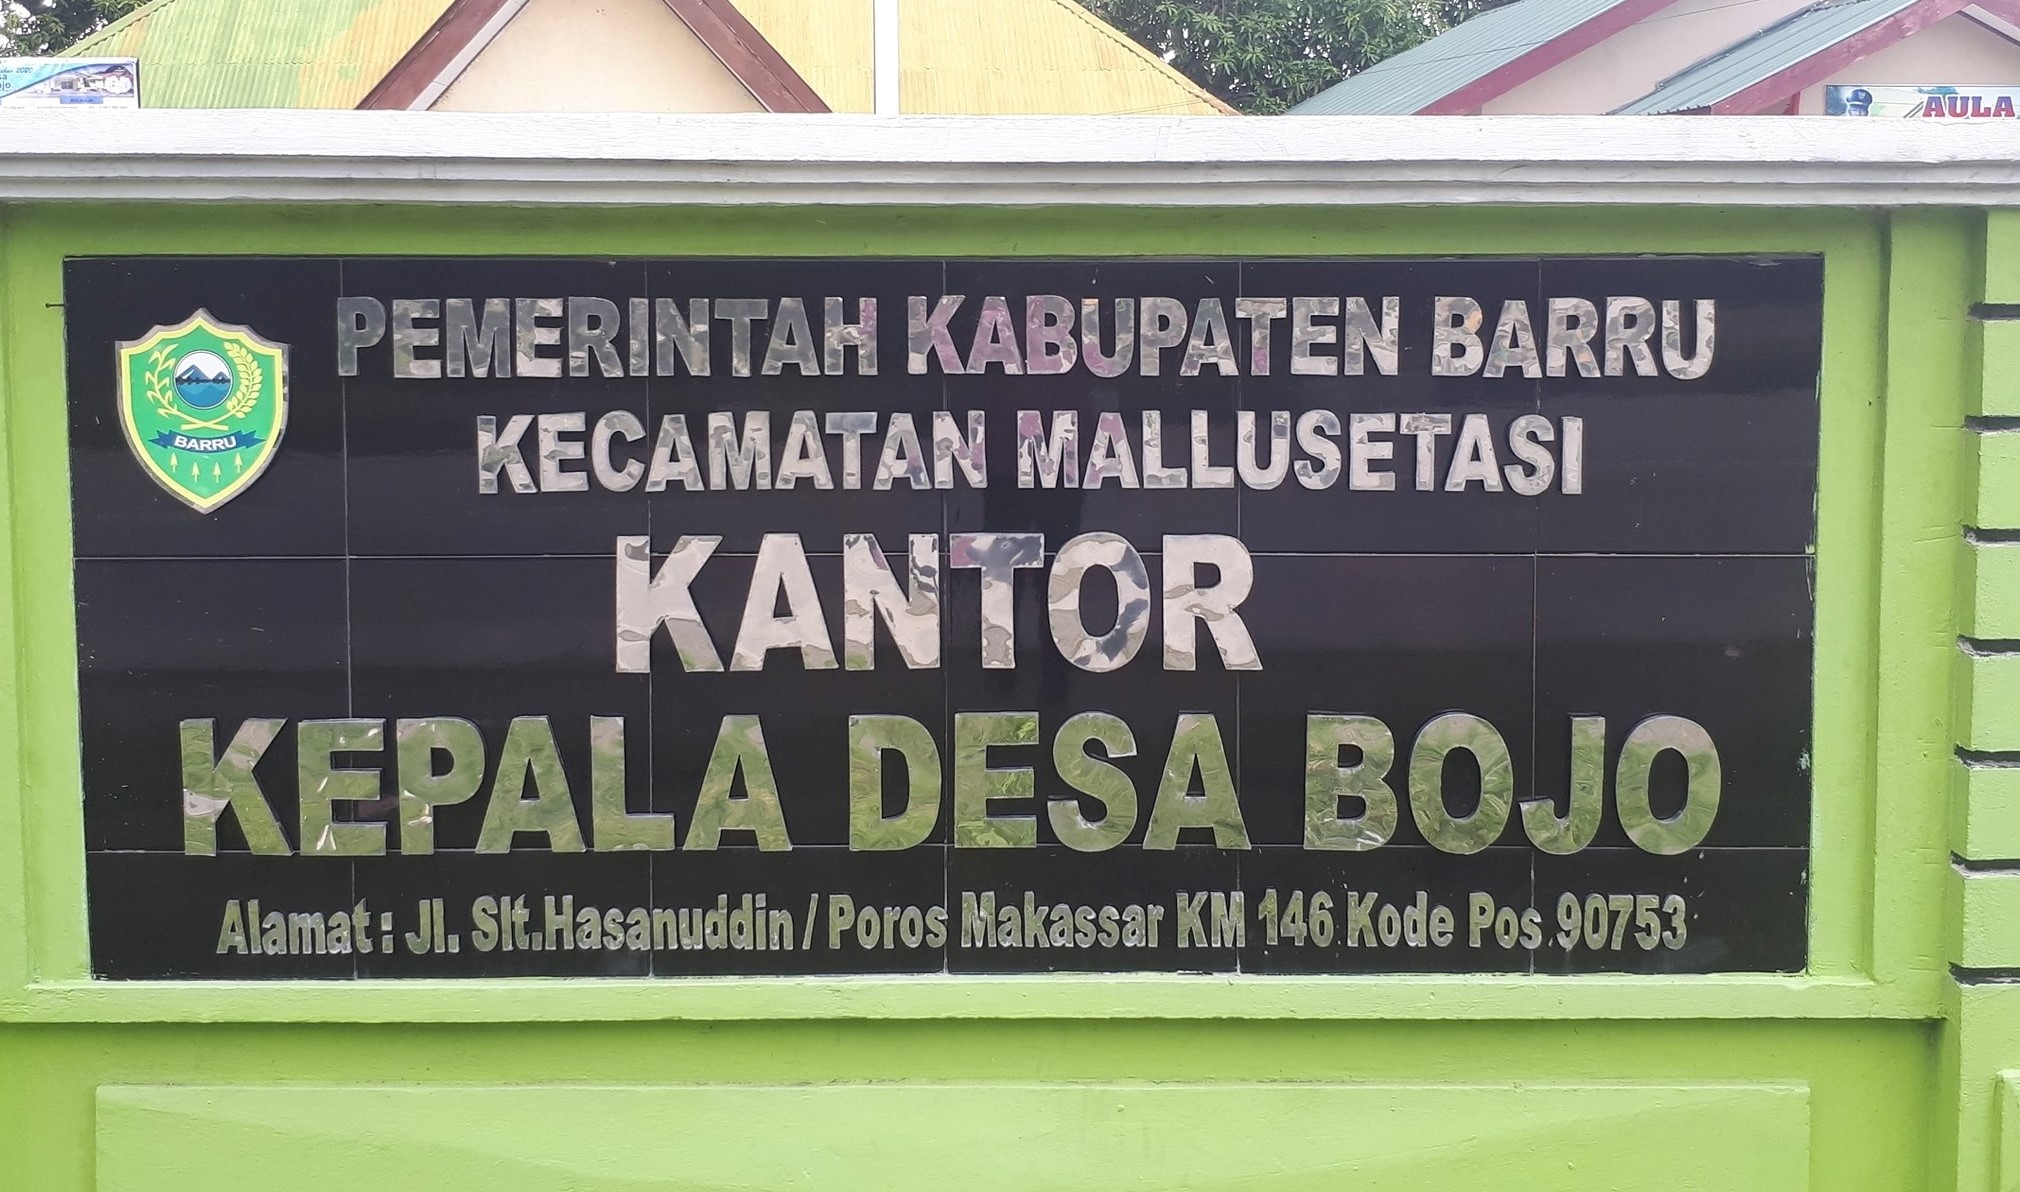 AULA
PEMERINTAH KABUPATEN BARRU
KECAMATAN MALLUSETASI
BARRU
KANTOR
KEPALA DESA BOJO
Alamat : Jl. Slt.Hasanuddin / Poros Makassar KM 146 Kode Pos 90753